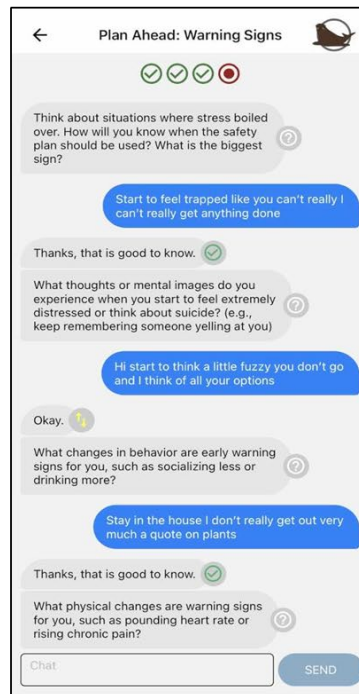 Plan Ahead: Warning Signs
Think about situations where stress boiled
over. How will you know when the safety
plan should be used? What is the biggest
sign?
Start to feel trapped like you can't really I
can't really get anything done
Thanks, that is good to know.
What thoughts or mental images do you
experience when you start to feel extremely
distressed or think about suicide? (e.g.,
keep remembering someone yelling at you)
Hi start to think a little fuzzy you don't go
and I think of all your options
Okay.
What changes in behavior are early warning
signs for you, such as socializing less or
drinking more?
Stay in the house I don't really get out very
much a quote on plants
Thanks, that is good to know.
What physical changes are warning signs
for you, such as pounding heart rate or
rising chronic pain?
Chat
SEND